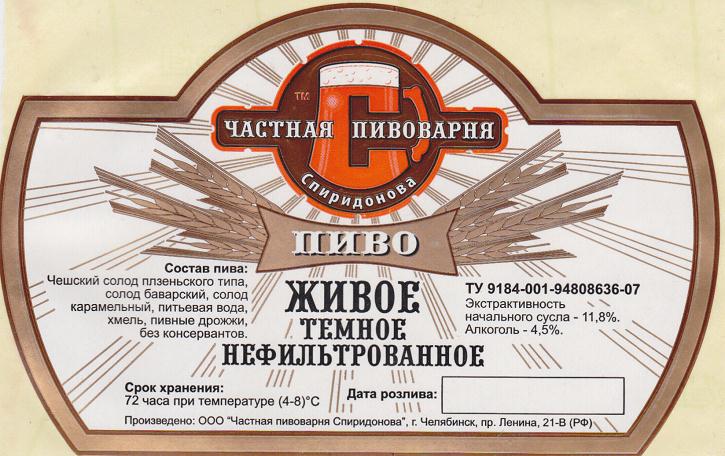 TM
ЧАСТНАЯ ПИВОВАРНЯ
С
Спиридонова
ПИВО
Состав пива:
Чешский солод плзеньского типа,
солод баварский, солод
карамельный, питьевая вода,
хмель, пивные дрожжи,
без консервантов.
ЖИВОЕ
ТЕМНОЕ
НЕФИЛЬТРОВАННОЕ
ТУ 9184-001-94808636-07
Экстрактивность
начального сусла - 11,8%.
Алкоголь - 4,5%.
Срок хранения:
72 часа при температуре (4-8)°С
Дата розлива:
Произведено: ООО "Частная пивоварня Спиридонова", г. Челябинск, пр. Ленина, 21-В (РФ)